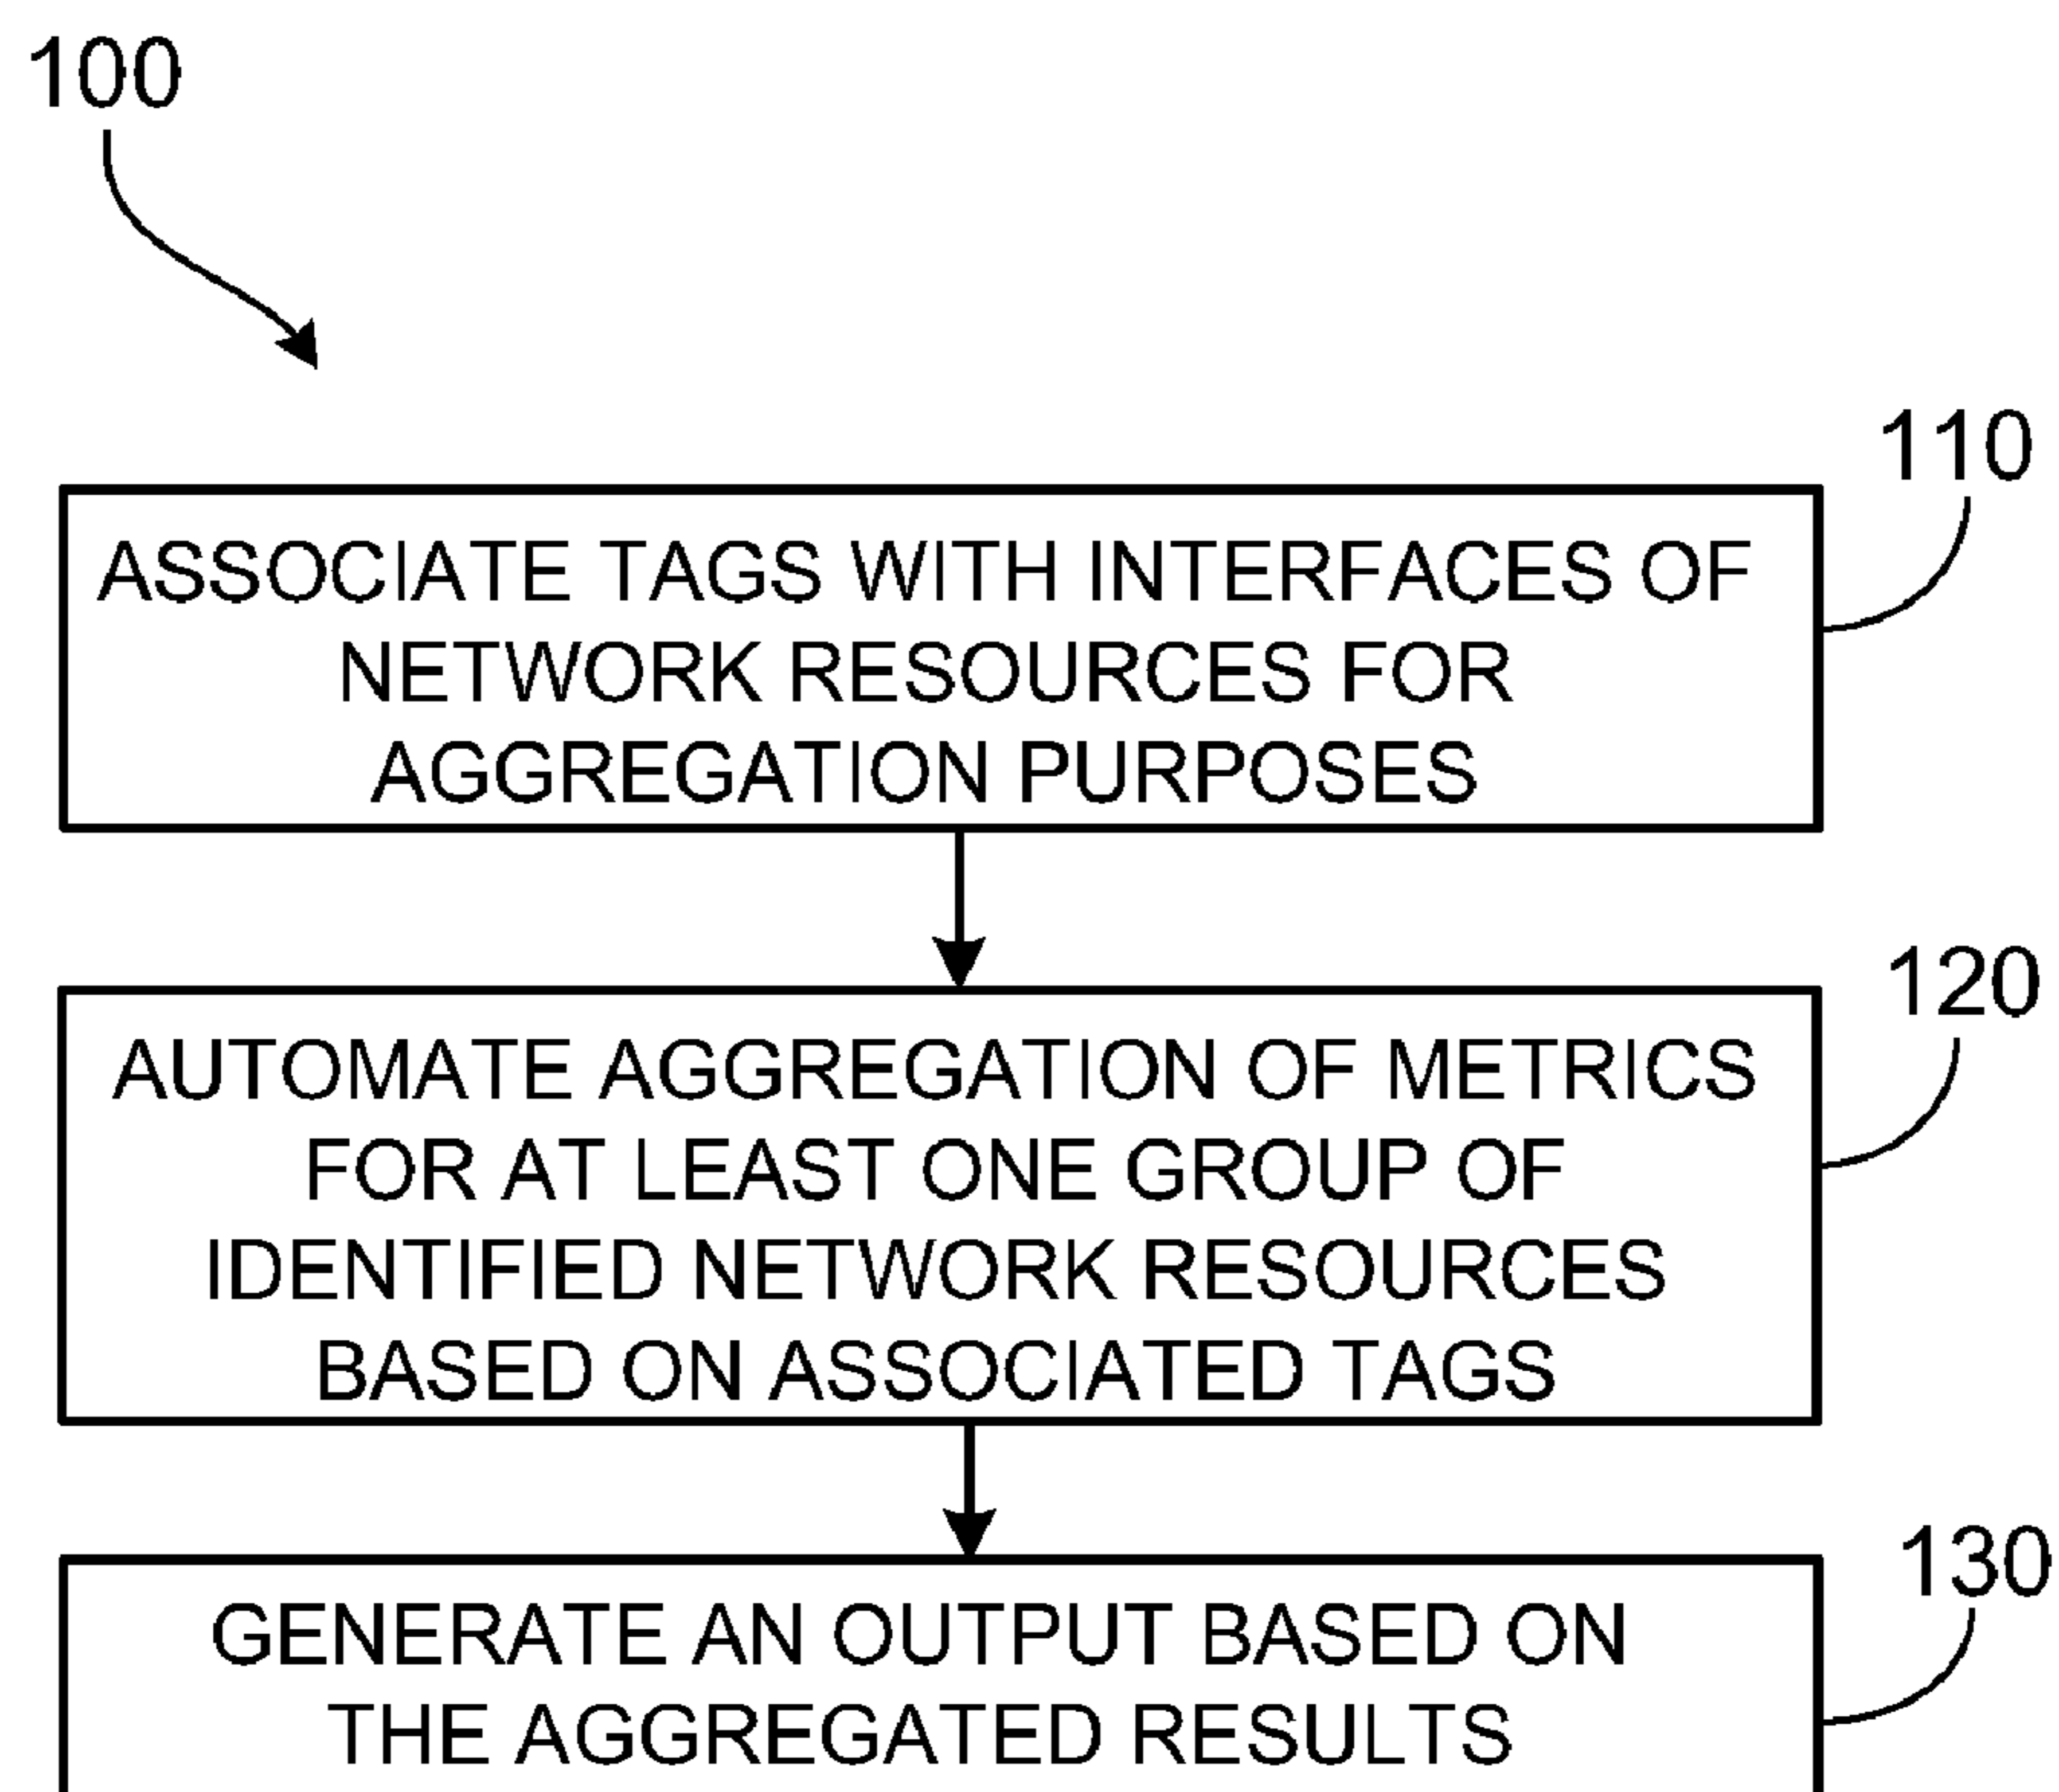 100
110
ASSOCIATE TAGS WITH INTERFACES OF
NETWORK RESOURCES FOR
AGGREGATION PURPOSES
120
AUTOMATE AGGREGATION OF METRICS
FOR AT LEAST ONE GROUP OF
IDENTIFIED NETWORK RESOURCES
BASED ON ASSOCIATED TAGS
130
GENERATE AN OUTPUT BASED ON
THE AGGREGATED RESULTS